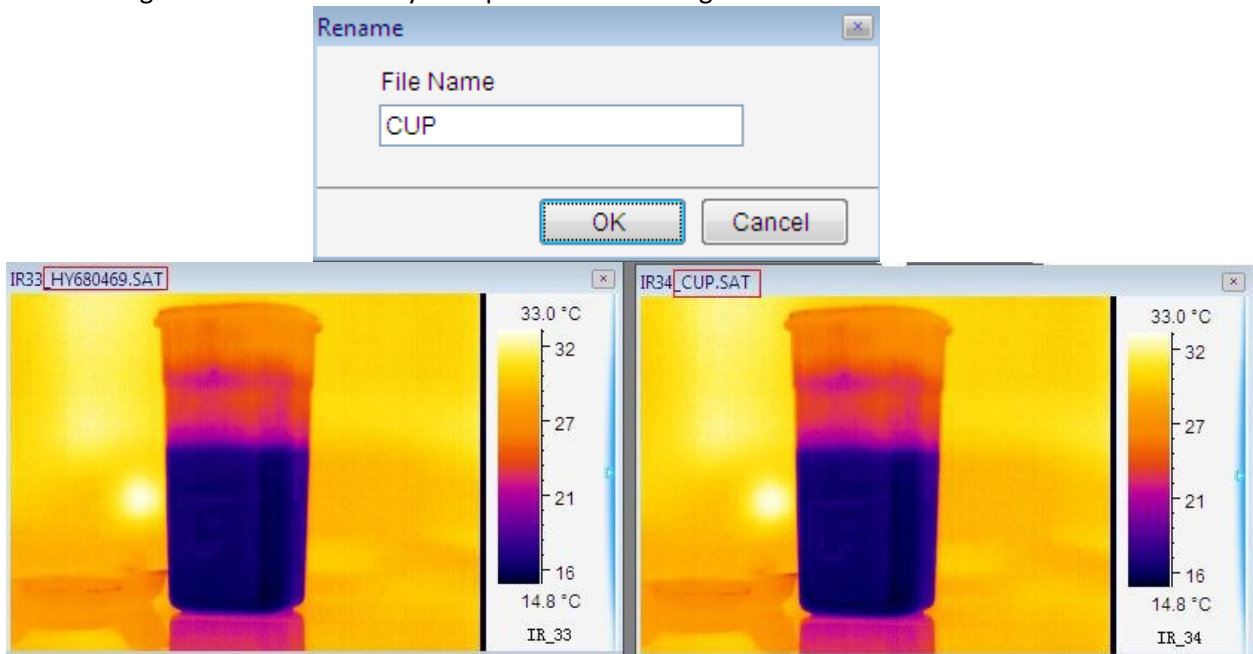 Rename
File Name
CUP
OK Cancel
IR33_HY680469.SAT
33.0 °C
32
27
21
16
14.8 °C
IR_33
IR34_CUP.SAT
33.0 °C
32
27
21
16
14.8 °C
IR_34